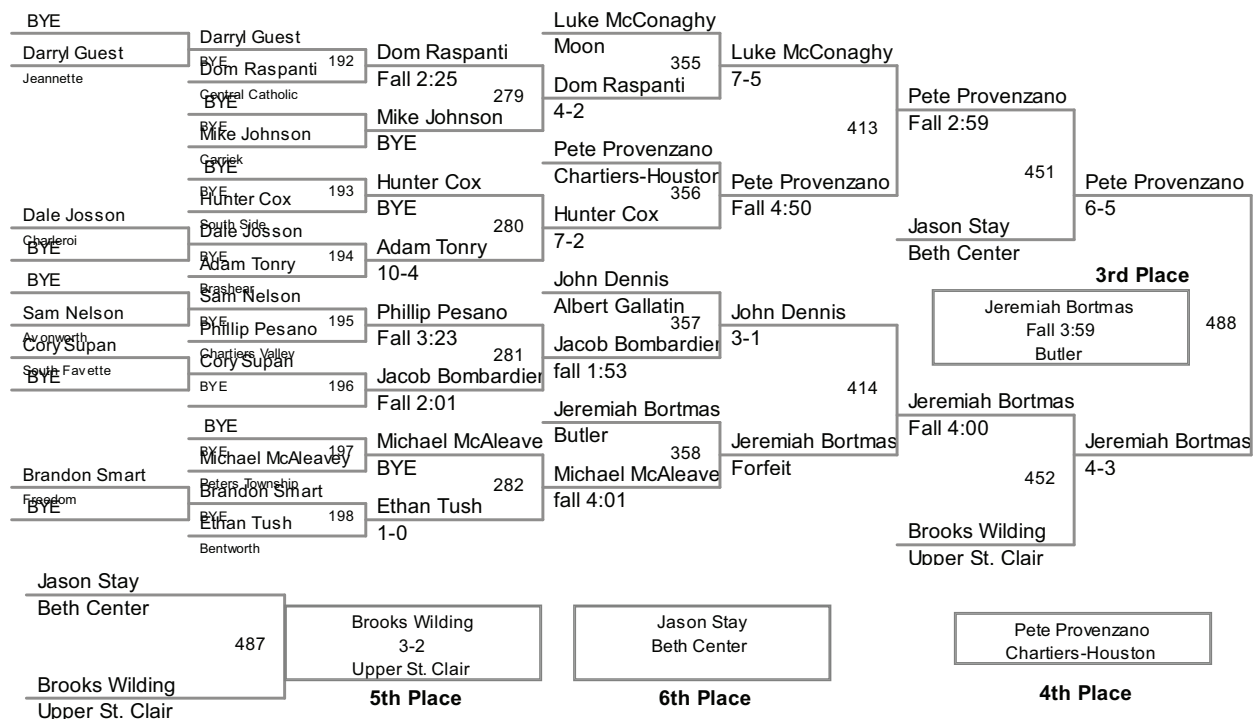 BYE
Darryl Guest
Jeannette
Dale Josson
Charleroi
BYE
BYE
Sam Nelson
Avonworth
Cory Supan
South Fayette
BYE
Brandon Smart
Freedom
BYE
Darryl Guest
BYE 192
Dom Raspanti
Central Catholic
BYE
BYE
Mike Johnson
Carrick
BYE
BYE 193
Hunter Cox
South Side
Dale Josson
BYE 194
Adam Tonry
Brashear
Sam Nelson
BYE 195
Phillip Pesano
Chartiers Valley
Cory Supan
BYE 196
BYE
BYE 197
Michael McAleavey
Peters Township
Brandon Smart
BYE 198
Ethan Tush
Bentworth
Dom Raspanti
Fall 2:25
279
Mike Johnson
BYE
Hunter Cox
BYE
280
Adam Tonry
10-4
Phillip Pesano
Fall 3:23
281
Jacob Bombardier
Fall 2:01
Michael McAleave
BYE
282
Ethan Tush
1-0
Luke McConaghy
Moon
355
Dom Raspanti
4-2
Pete Provenzano
Chartiers-Houston
356
Hunter Cox
7-2
John Dennis
Albert Gallatin
357
Jacob Bombardier
fall 1:53
Jeremiah Bortmas
Butler
358
Michael McAleave
fall 4:01
Luke McConaghy
7-5
413
Pete Provenzano
Fall 4:50
John Dennis
3-1
414
Jeremiah Bortmas
Forfeit
Pete Provenzano
Fall 2:59
451
Jason Stay
Beth Center
Jeremiah Bortmas
Fall 4:00
452
Brooks Wilding
Upper St. Clair
Pete Provenzano
6-5
488
Jeremiah Bortmas
4-3
3rd Place
Jeremiah Bortmas
Fall 3:59
Butler
Jason Stay
Beth Center
487
Brooks Wilding
Upper St. Clair
Brooks Wilding
3-2
Upper St. Clair
5th Place
Jason Stay
Beth Center
6th Place
Pete Provenzano
Chartiers-Houston
4th Place